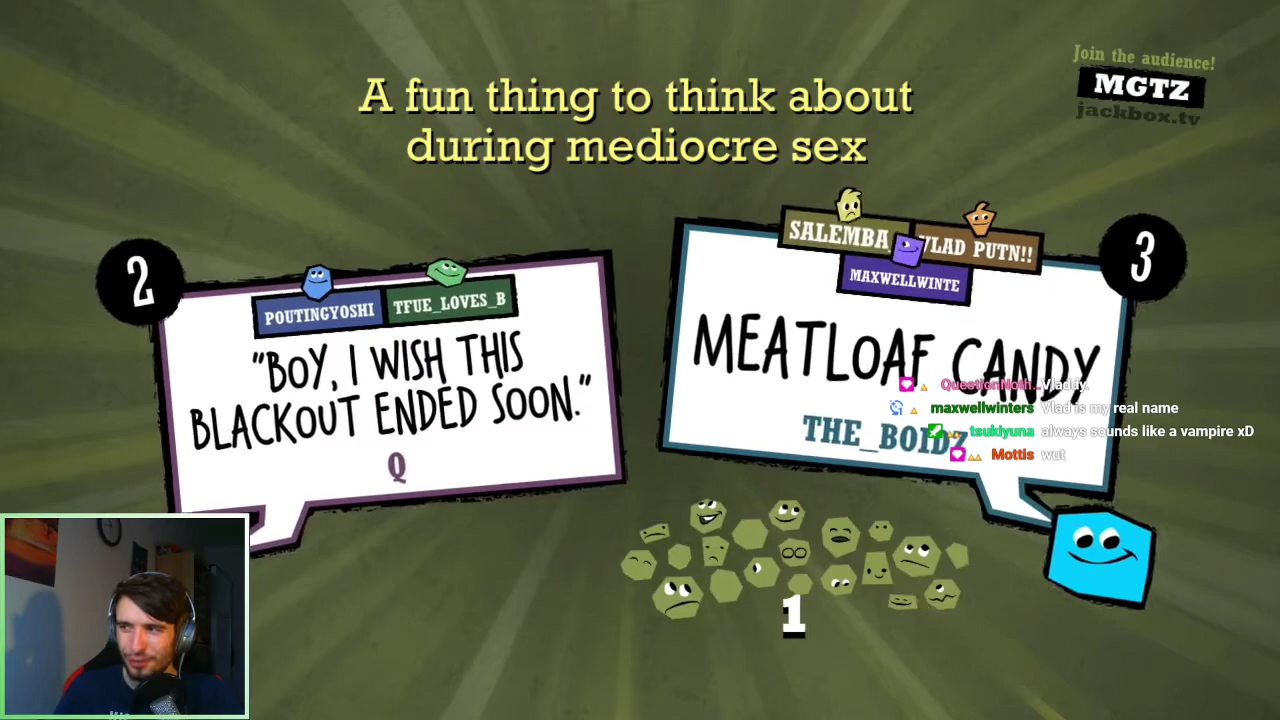 Join the audience!
MGTZ
jackbox.tv
A fun thing to think about
during mediocre sex
2
POUTINGYOSHI
TFUE_LOVES_B
"BOY, I WISH THIS
BLACKOUT ENDED SOON."
Q
3
SALEMBA
VLAD PUTN!!
MAXWELLWINTE
MEATLOAF CANDY
THE_BOIDZ
QuestionNoth.. Vladdy
maxwellwinters Vlad is my real name
tsukiyuna always sounds like a vampire xD
Mottis wut
1